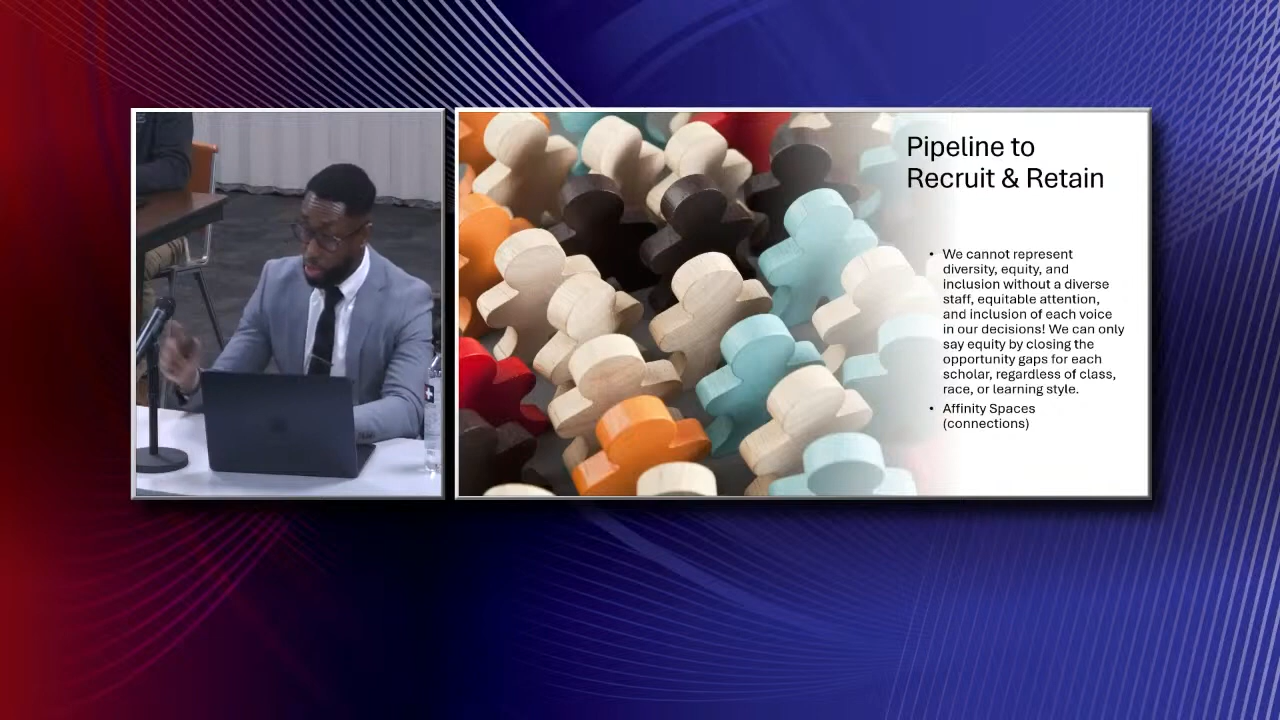 Pipeline to
Recruit & Retain
• We cannot represent
diversity, equity, and
inclusion without a diverse
staff, equitable attention,
and inclusion of each voice
in our decisions! We can only
say equity by closing the
opportunity gaps for each
scholar, regardless of class,
race, or learning style.
• Affinity Spaces
(connections)